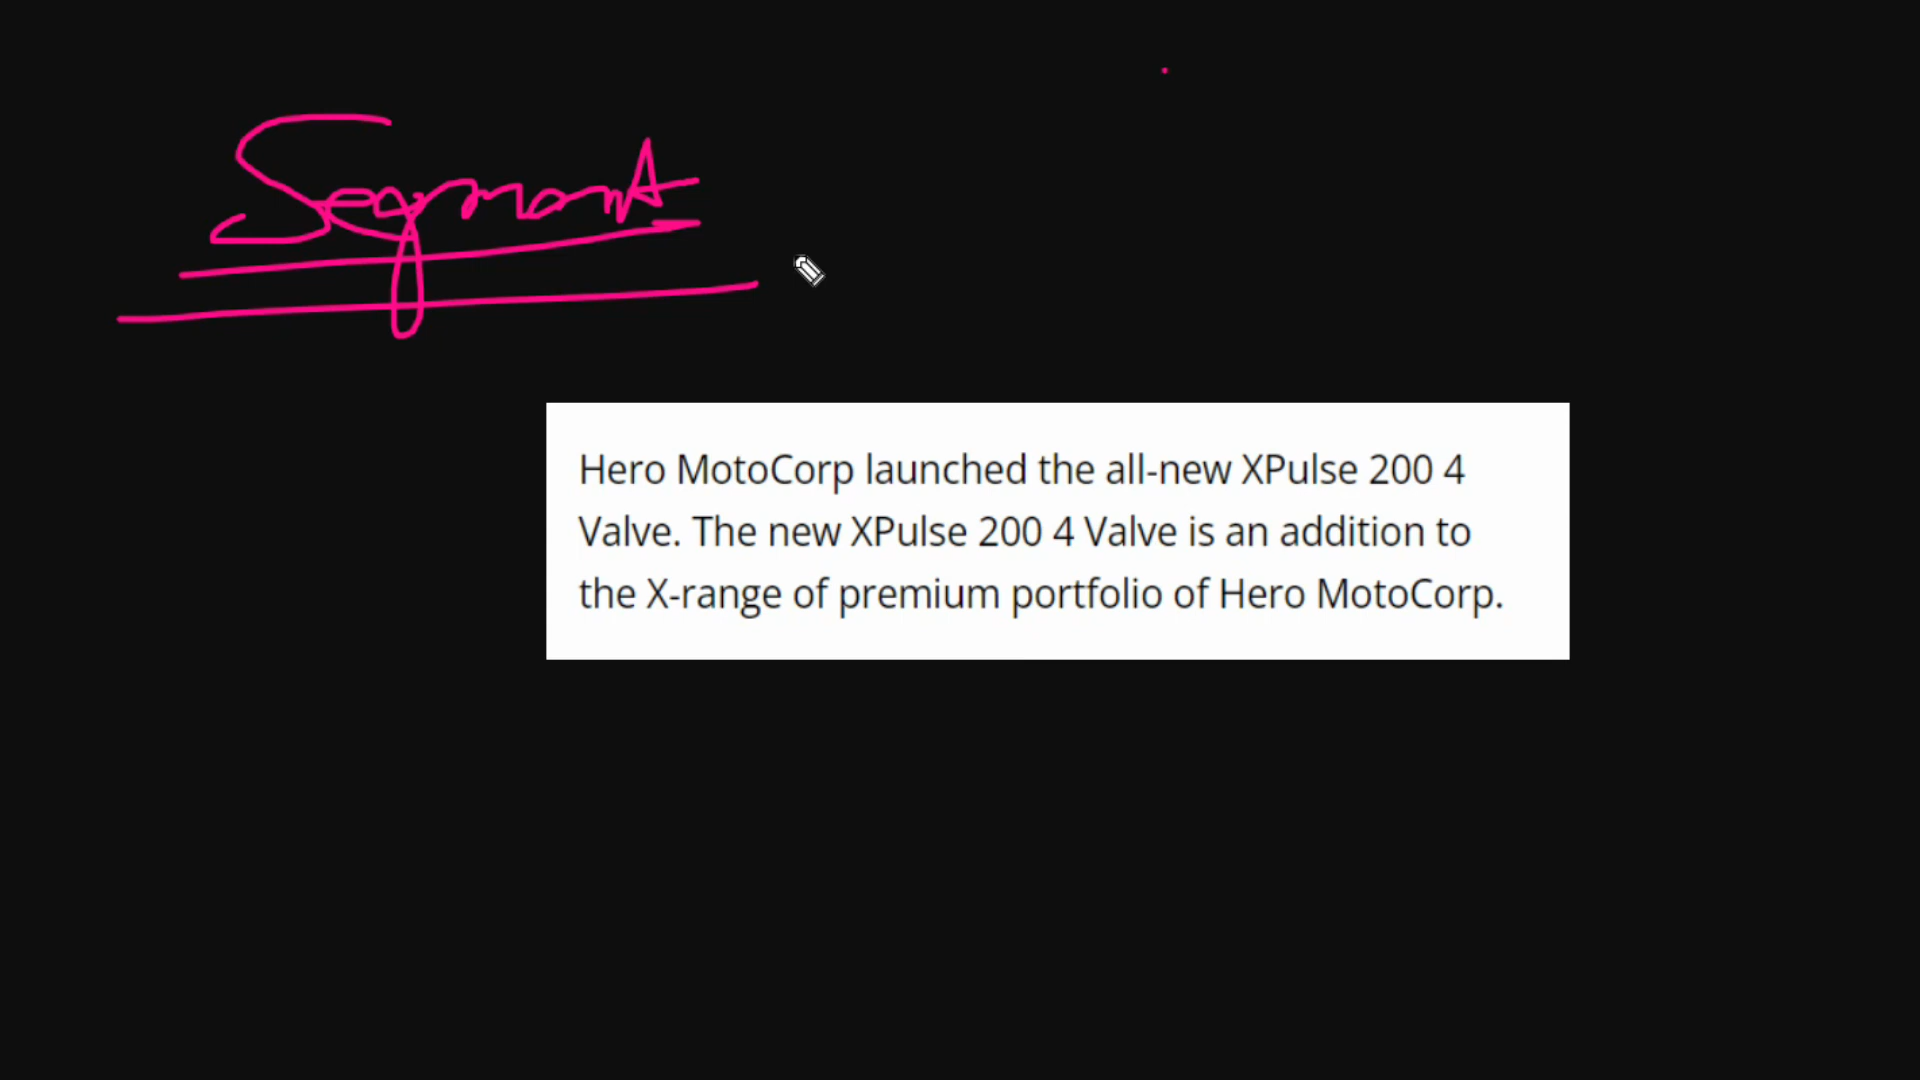 Segment
Hero MotoCorp launched the all-new XPulse 200 4
Valve. The new XPulse 200 4 Valve is an addition to
the X-range of premium portfolio of Hero MotoCorp.